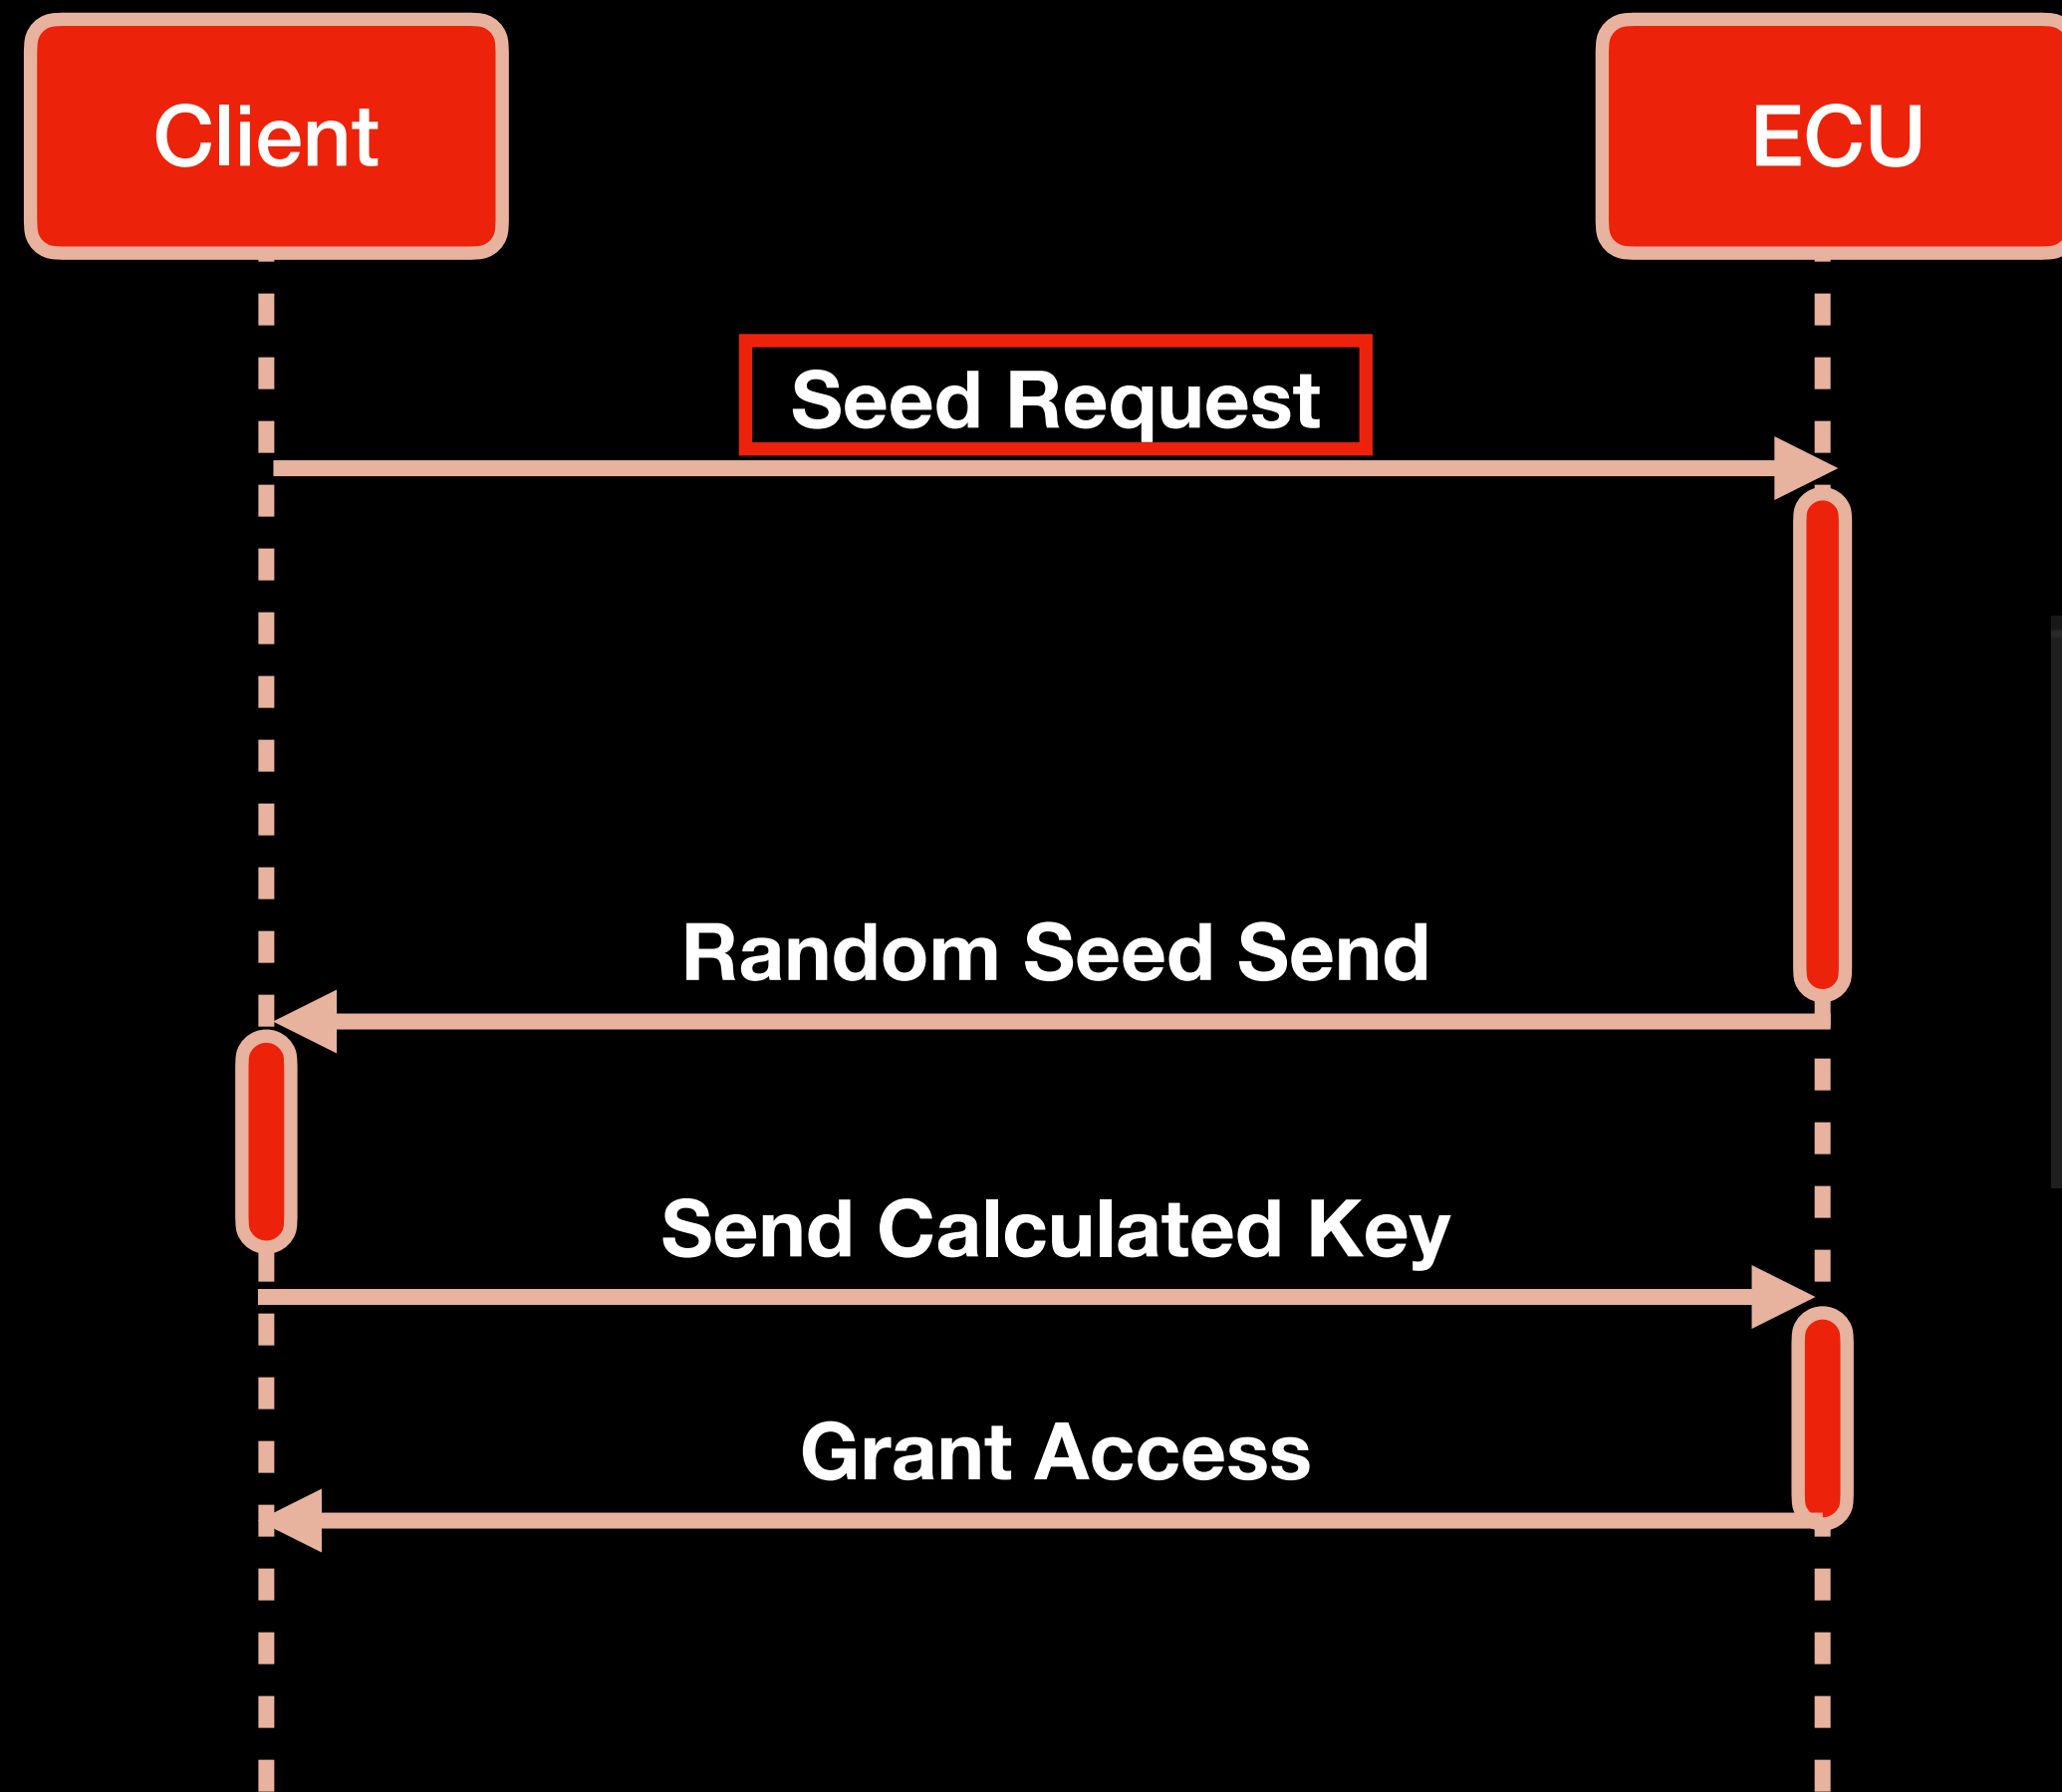 Client
ECU
Seed Request
Random Seed Send
Send Calculated Key
Grant Access